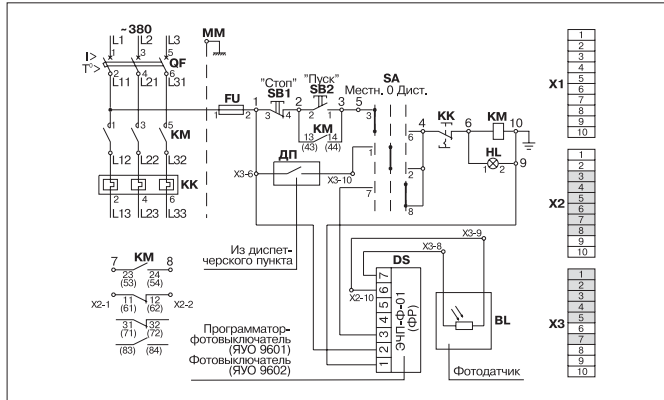 ~380
L1 L2 L3
1 3 5
I>
T°>
QF
2 4 6
L11 L21 L31
MM
FU
1 2
1
"Стоп"
SB1
3 4
2
"Пуск"
SB2
1 2
3 5
KM
13 14
(43) (44)
SA
Местн. 0 Дист.
3
6
1
2
7
8
4
KK
6
KM
10
HL
1 2
9
1 3 5
KM
L12 L22 L32
KK
2 4 6
L13 L23 L33
ДП
X3-6
X3-10
Из диспет-
черского пункта
7 KM 8
23 24
(53) (54)
X2-1 11 12 X2-2
(61) (62)
31 32
(71) (72)
(83) (84)
Программатор-
фотовыключатель
(ЯУО 9601)
Фотовыключатель
(ЯУО 9602)
DS
7
6
5
4
3
2
1
ЭЧП-Ф-01
(ФР)
X2-10
X3-9
X3-8
BL
Фотодатчик
X1
1
2
3
4
5
6
7
8
9
10
X2
1
2
3
4
5
6
7
8
9
10
X3
1
2
3
4
5
6
7
8
9
10